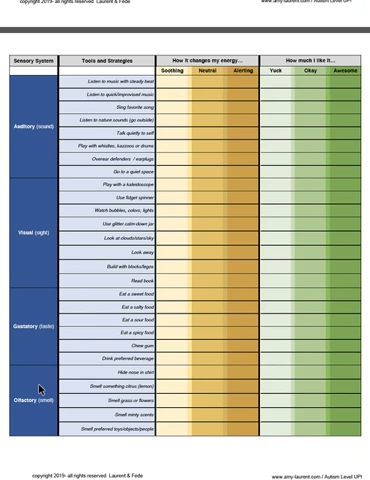 copyright 2019- all rights reserved Laurent & Fede
www.amy-laurent.com / Autism Level UP!
Sensory System
Tools and Strategies
How it changes my energy...
How much I like it...
Soothing
Neutral
Alerting
Yuck
Okay
Awesome
Auditory (sound)
Listen to music with steady beat
Listen to quick/improvised music
Sing favorite song
Listen to nature sounds (go outside)
Talk quietly to self
Play with whistles, kazooes or drums
Overear defenders / earplugs
Go to a quiet space
Visual (sight)
Play with a kaleidoscope
Use fidget spinner
Watch bubbles, colors, lights
Use glitter calm-down jar
Look at clouds/stars/sky
Look away
Build with blocks/legos
Read book
Gustatory (taste)
Eat a sweet food
Eat a salty food
Eat a sour food
Eat a spicy food
Chew gum
Drink preferred beverage
Olfactory (smell)
Hide nose in shirt
Smell something citrus (lemon)
Smell grass or flowers
Smell minty scents
Smell preferred toys/objects/people
copyright 2019- all rights reserved Laurent & Fede
www.amy-laurent.com / Autism Level UP!